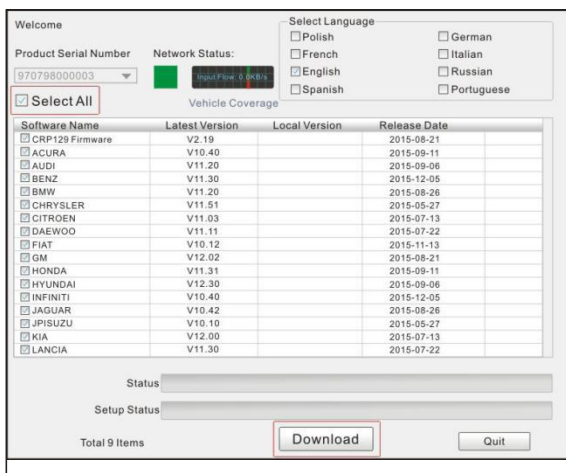 Welcome
Select Language
Polish German
Product Serial Number Network Status: French Italian
970798000003 Input Flow: 0.0KB/s English Russian
Spanish Portuguese
Select All Vehicle Coverage
Software Name Latest Version Local Version Release Date
CRP129 Firmware V2.19 2015-08-21
ACURA V10.40 2015-09-11
AUDI V11.20 2015-09-06
BENZ V11.30 2015-12-05
BMW V11.20 2015-08-26
CHRYSLER V11.51 2015-05-27
CITROEN V11.03 2015-07-13
DAEWOO V11.11 2015-07-22
FIAT V10.12 2015-11-13
GM V12.02 2015-08-21
HONDA V11.31 2015-09-11
HYUNDAI V12.30 2015-09-06
INFINITI V10.40 2015-12-05
JAGUAR V10.42 2015-08-26
JPISUZU V10.10 2015-05-27
KIA V12.00 2015-07-13
LANCIA V11.30 2015-07-22
Status
Setup Status
Total 9 Items Download Quit